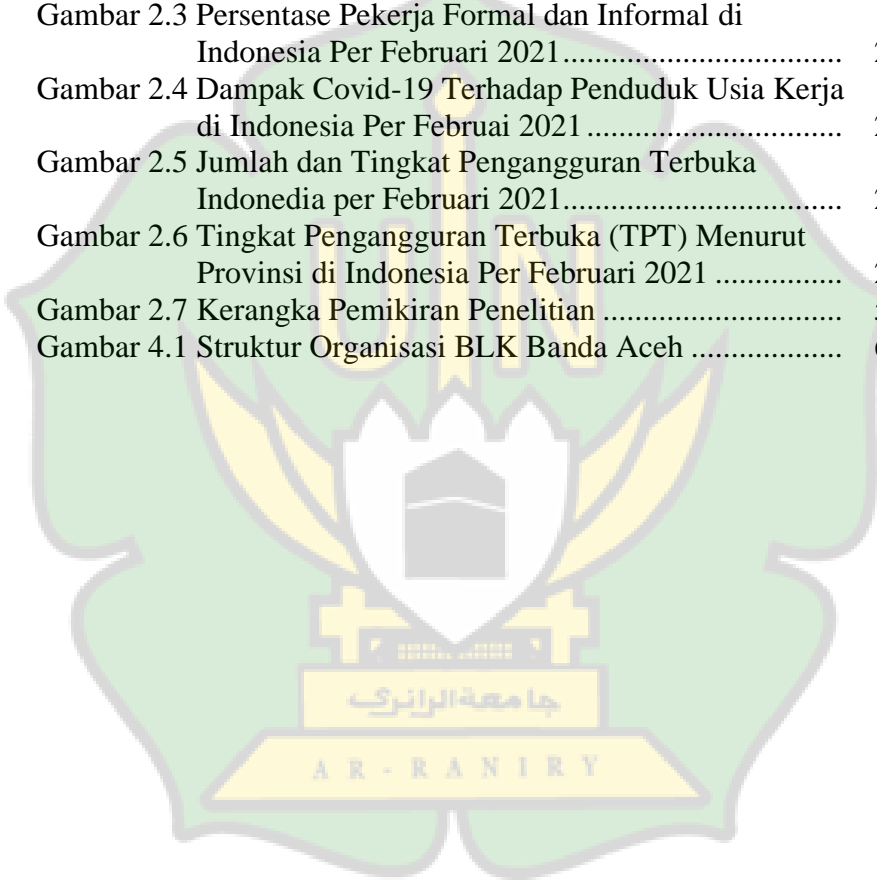 Gambar 2.3 Persentase Pekerja Formal dan Informal di
Indonesia Per Februari 2021..................................
Gambar 2.4 Dampak Covid-19 Terhadap Penduduk Usia Kerja
di Indonesia Per Februai 2021...............................
Gambar 2.5 Jumlah dan Tingkat Pengangguran Terbuka
Indonedia per Februari 2021..................................
Gambar 2.6 Tingkat Pengangguran Terbuka (TPT) Menurut
Provinsi di Indonesia Per Februari 2021 ................
Gambar 2.7 Kerangka Pemikiran Penelitian .............................
Gambar 4.1 Struktur Organisasi BLK Banda Aceh ..................
UIN
جامعة الرانري
AR-RANIRY